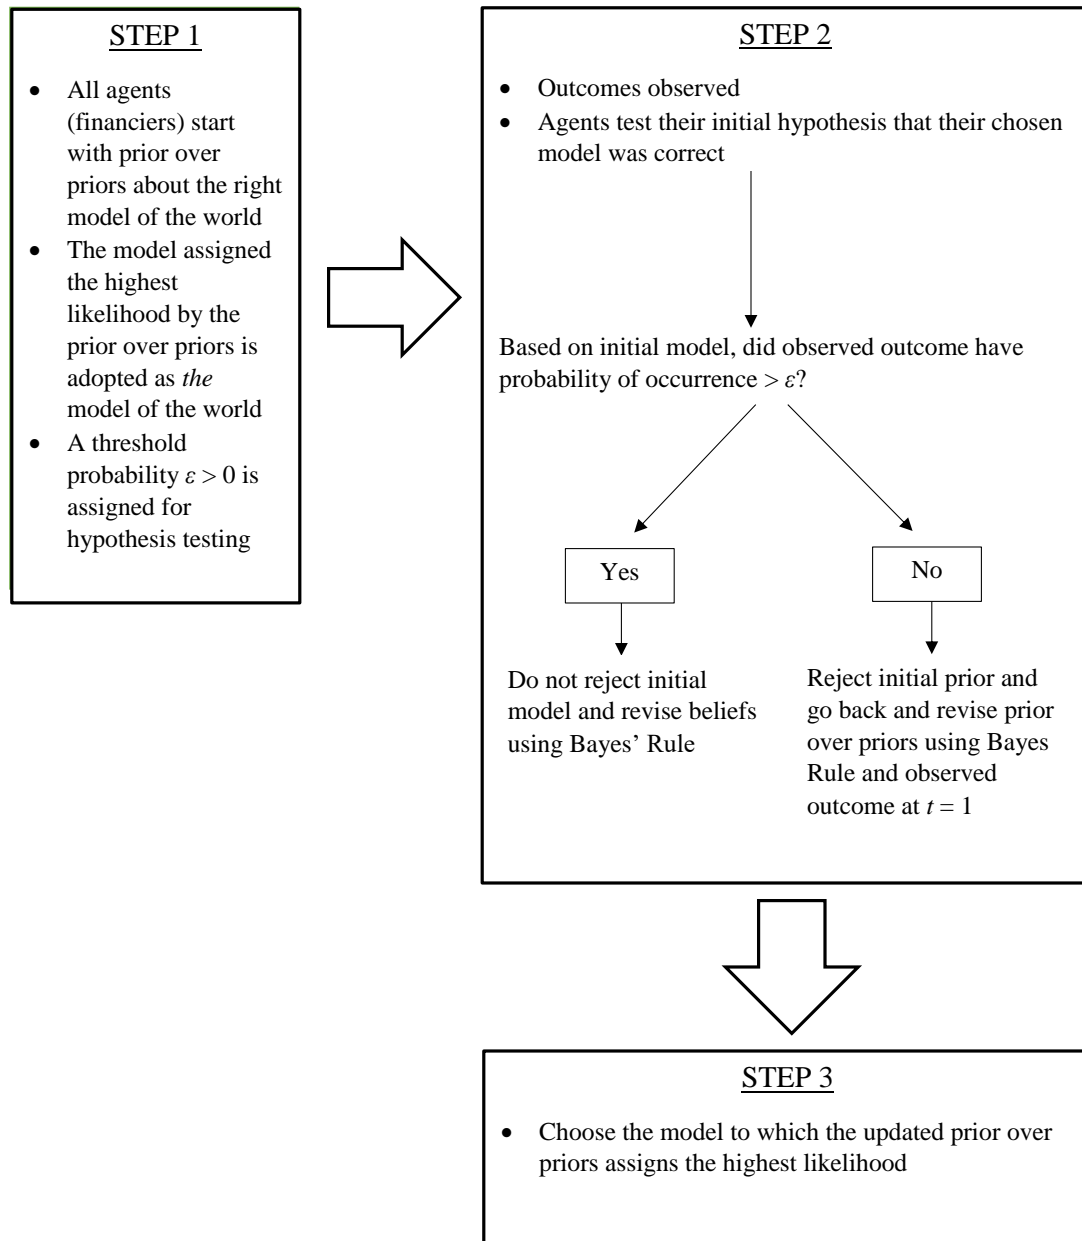 STEP 1
• All agents
(financiers) start
with prior over
priors about the right
model of the world
• The model assigned
the highest
likelihood by the
prior over priors is
adopted as the
model of the world
• A threshold
probability ε > 0 is
assigned for
hypothesis testing
STEP 2
• Outcomes observed
• Agents test their initial hypothesis that their chosen
model was correct
Based on initial model, did observed outcome have
probability of occurrence > ε?
Yes
No
Do not reject initial
model and revise beliefs
using Bayes’ Rule
Reject initial prior and
go back and revise prior
over priors using Bayes
Rule and observed
outcome at t = 1
STEP 3
• Choose the model to which the updated prior over
priors assigns the highest likelihood